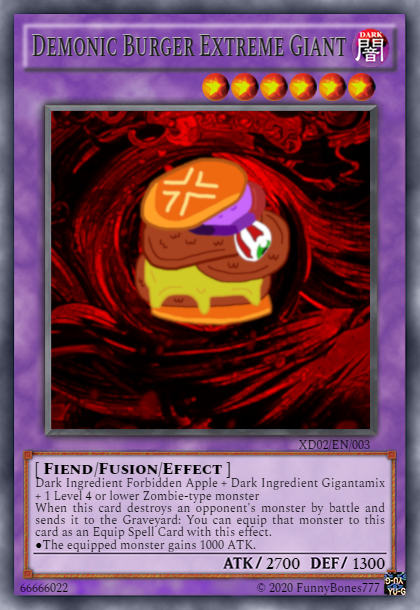 DEMONIC BURGER EXTREME GIANT
DARK
闇
XD02/EN/003
[ FIEND/FUSION/EFFECT ]
Dark Ingredient Forbidden Apple + Dark Ingredient Gigantamix
+ 1 Level 4 or lower Zombie-type monster
When this card destroys an opponent's monster by battle and
sends it to the Graveyard: You can equip that monster to this
card as an Equip Spell Card with this effect.
●The equipped monster gains 1000 ATK.
ATK / 2700 DEF / 1300
66666022
© 2020 FunnyBones777